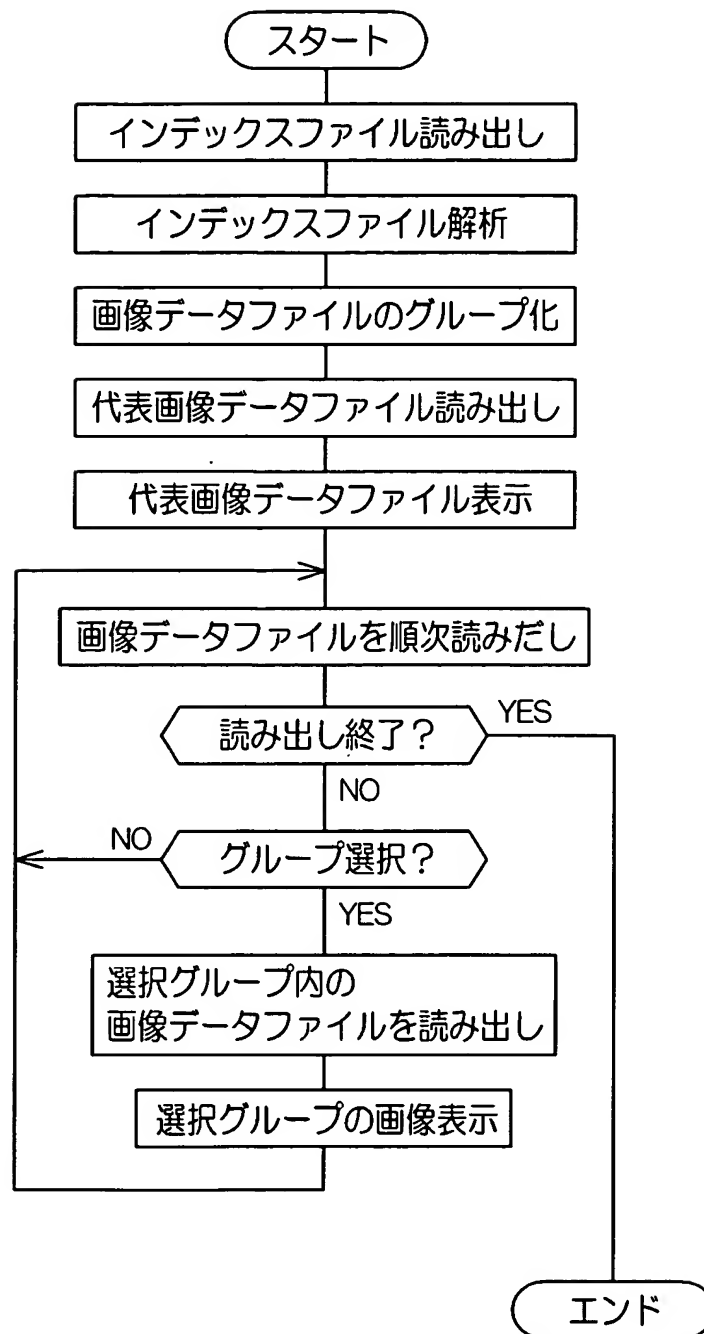 スタート
インデックスファイル読み出し
インデックスファイル解析
画像データファイルのグループ化
代表画像データファイル読み出し
代表画像データファイル表示
画像データファイルを順次読みだし
読み出し終了?
YES
NO
グループ選択?
NO
YES
選択グループ内の
画像データファイルを読み出し
選択グループの画像表示
エンド